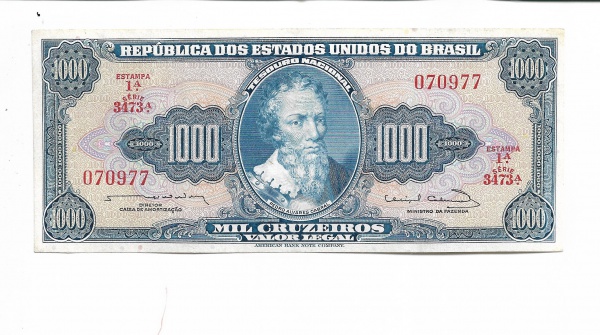 REPÚBLICA DOS ESTADOS UNIDOS DO BRASIL
1000
1000
TESOURO NACIONAL
ESTAMPA
1ª
SÉRIE
3473ª
070977
1000
1000
1000
1000
ESTAMPA
1ª
SÉRIE
3473ª
070977
DIRETOR
CAIXA DE AMORTIZAÇÃO
PEDRO ALVARES CABRAL
MINISTRO DA FAZENDA
1000
1000
MIL CRUZEIROS
VALOR LEGAL
AMERICAN BANK NOTE COMPANY.